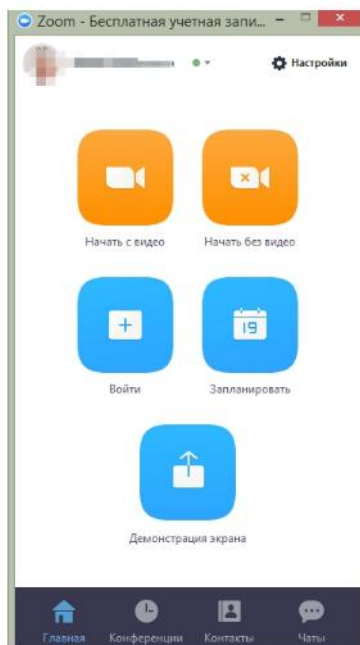 Zoom - Бесплатная учетная запи...
Настройки
Начать с видео
Начать без видео
Войти
19
Запланировать
Демонстрация экрана
Главная
Конференции
Контакты
Чаты